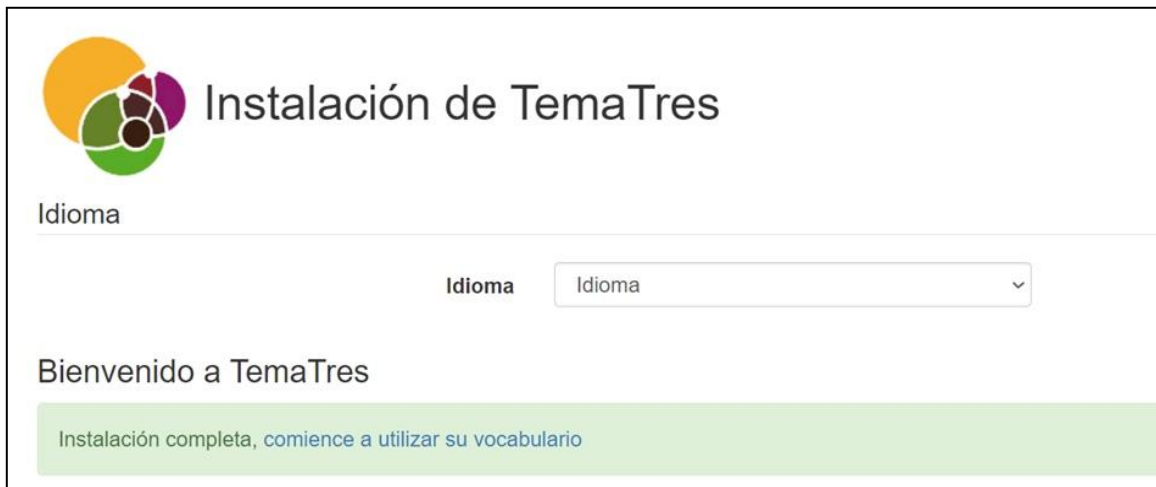 Instalación de TemaTres
Idioma
Idioma Idioma
Bienvenido a TemaTres
Instalación completa, comience a utilizar su vocabulario